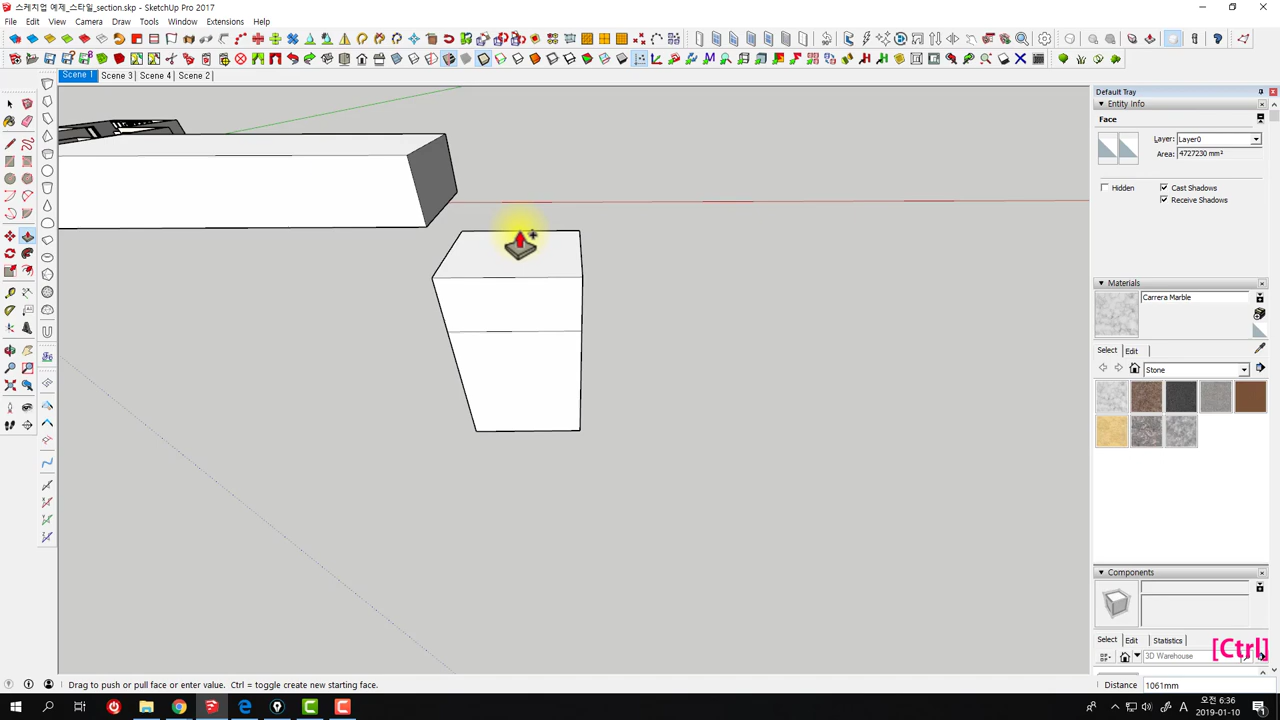 스케치업 예제_스타일_section.skp - SketchUp Pro 2017
File Edit View Camera Draw Tools Window Extensions Help
Scene 1 Scene 3 Scene 4 Scene 2
Default Tray
Entity Info
Face
Layer: Layer0
Area: 4727230 mm²
Hidden Cast Shadows
Receive Shadows
Materials
Carrera Marble
Select Edit
Stone
Components
Select Edit Statistics
3D Warehouse
[Ctrl]
Drag to push or pull face or enter value. Ctrl = toggle create new starting face.
Distance 1061mm
A 오전 6:36
2019-01-10